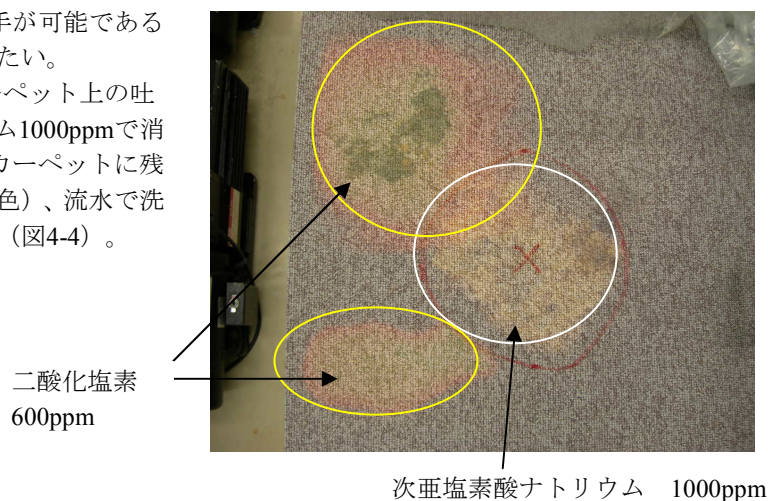 手が可能である
たい。
ーペット上の吐
ム1000ppmで消
カーペットに残
色）、流水で洗
（図4-4）。
二酸化塩素
600ppm
次亜塩素酸ナトリウム　1000ppm